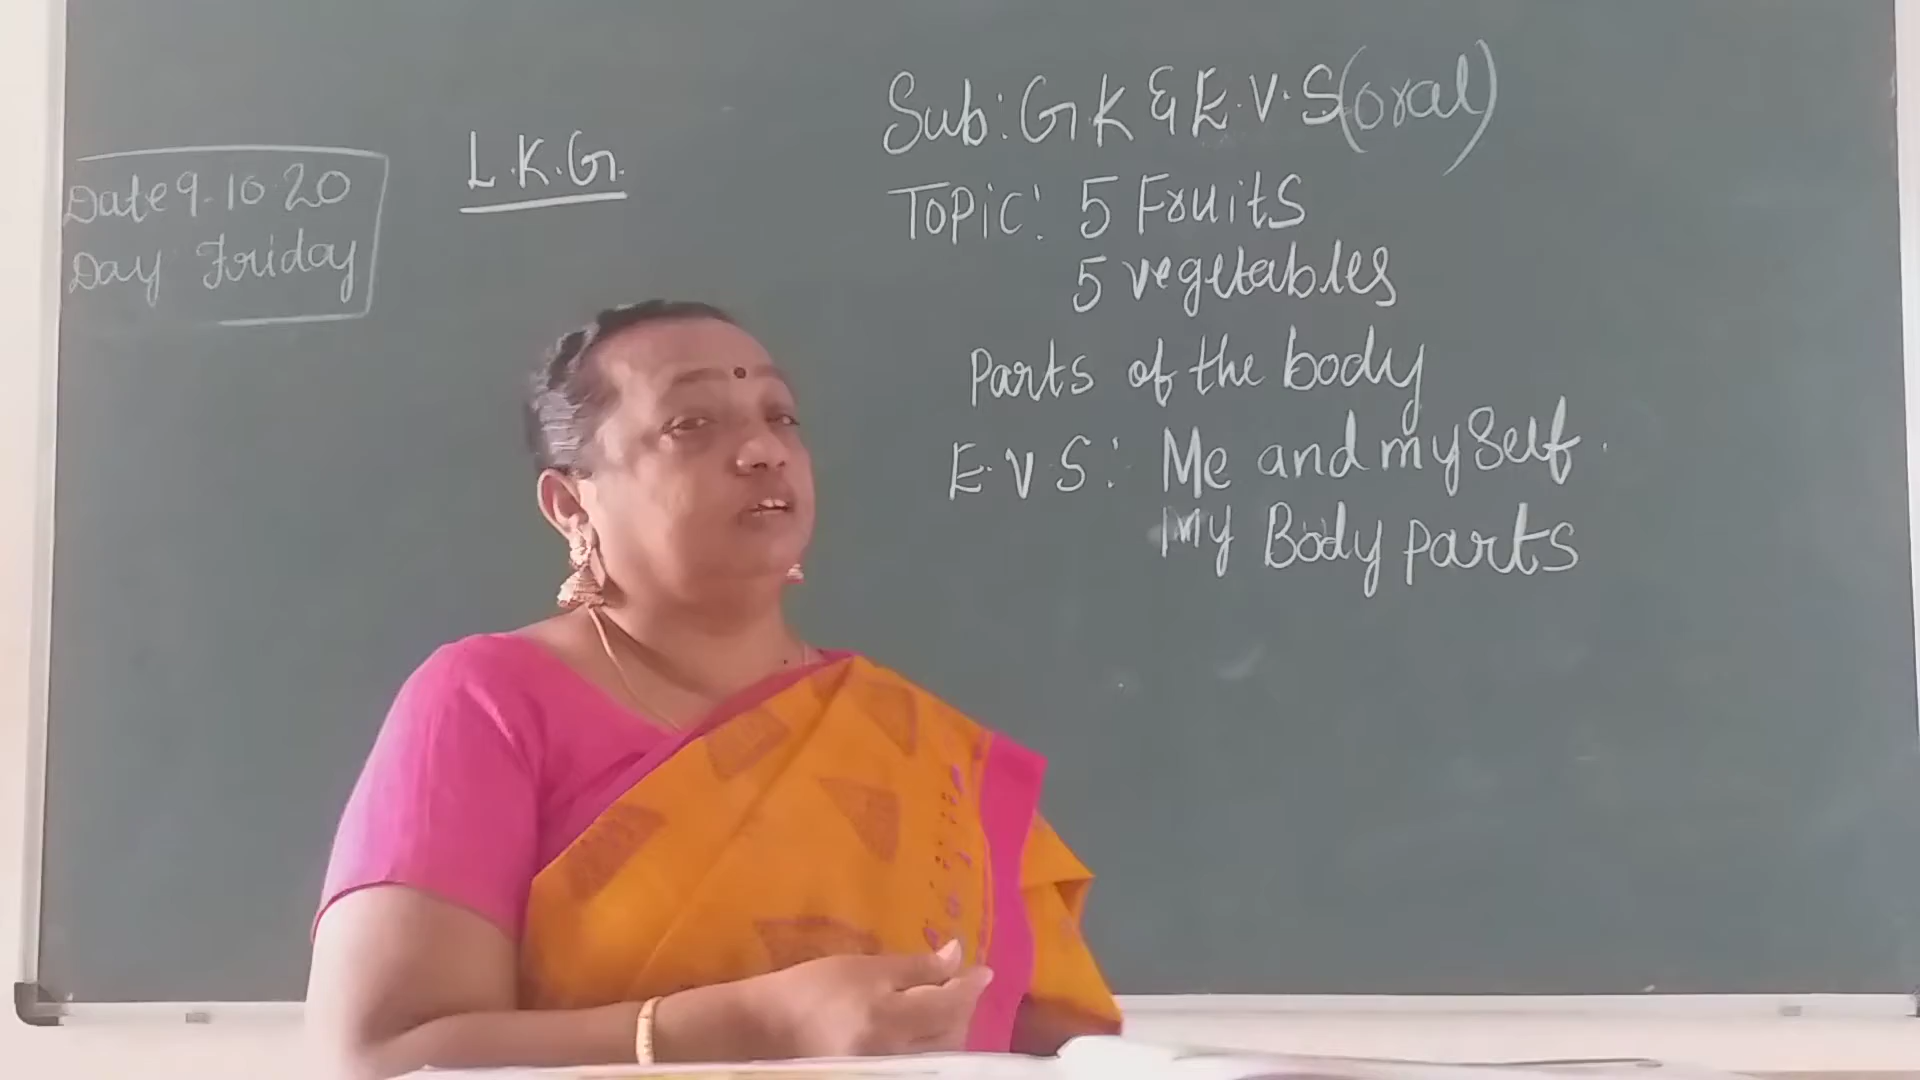 Date 9.10.20
Day Friday
L.K.G.
Sub: GK & E.V.S (oral)
Topic: 5 Fruits
5 vegetables
Parts of the body
E.V.S: Me and myself.
My Body parts